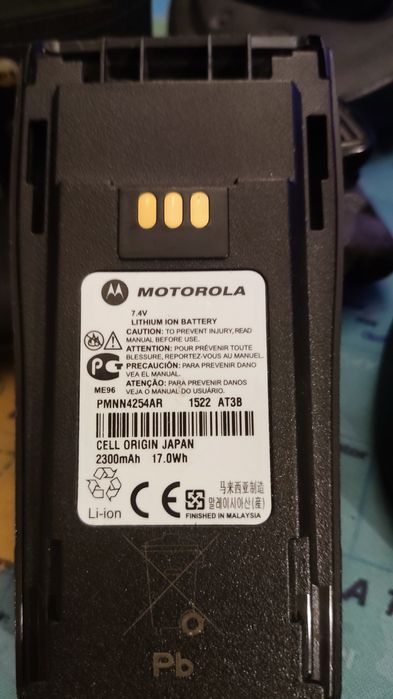 MOTOROLA
7.4V
LITHIUM ION BATTERY
CAUTION: TO PREVENT INJURY, READ
MANUAL BEFORE USE.
ATTENTION: POUR PRÉVENIR TOUTE
BLESSURE, REPORTEZ-VOUS AU MANUEL.
PRECAUCIÓN: PARA PREVENIR DANO
VEA EL MANUAL.
ATENÇÃO: PARA PREVENIR DANOS
VEJA O MANUAL DO USUÁRIO.
ME96
PMNN4254AR 1522 AT3B
CELL ORIGIN JAPAN
2300mAh 17.0Wh
马来西亚制造
말레이시아산(産)
Li-ion CE FINISHED IN MALAYSIA
Pb